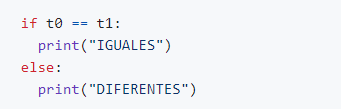 if t0 == t1:
  print("IGUALES")
else:
  print("DIFERENTES")